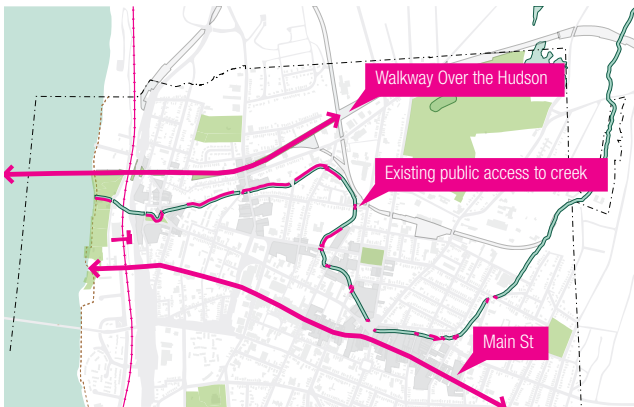 Walkway Over the Hudson
Existing public access to creek
Main St